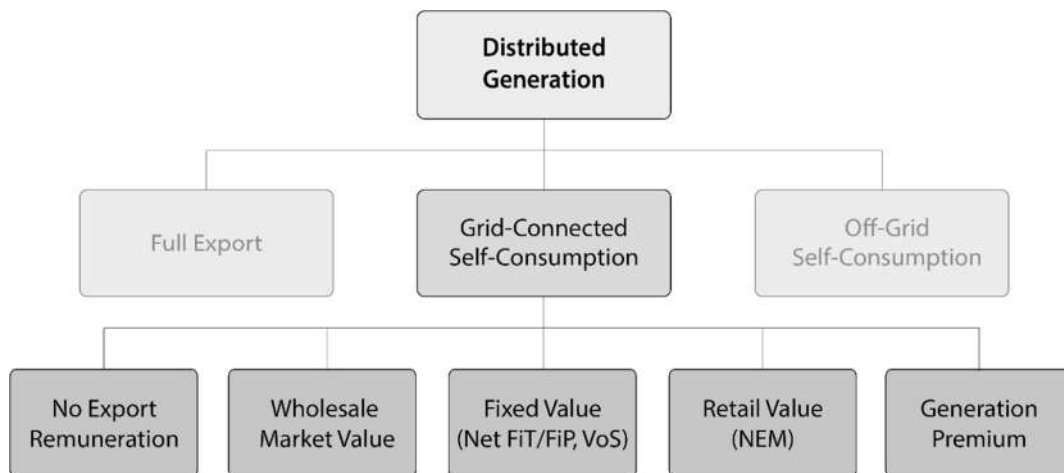 Distributed
Generation
Full Export
Grid-Connected
Self-Consumption
Off-Grid
Self-Consumption
No Export
Remuneration
Wholesale
Market Value
Fixed Value
(Net FiT/FiP, VoS)
Retail Value
(NEM)
Generation
Premium